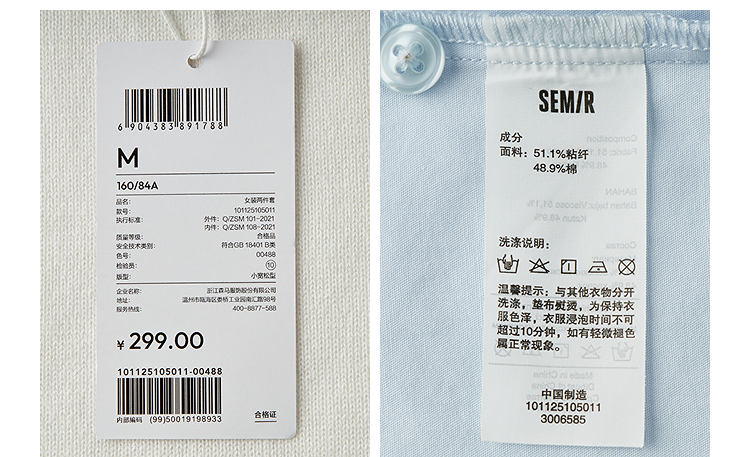 6904383891788
M
160/84A
品名: 女装两件套
款号: 101125105011
执行标准: 外件: Q/ZSM 101-2021
内件: Q/ZSM 108-2021
质量等级: 合格品
安全技术类别: 符合GB 18401 B类
色号: 00488
检验员: 10
版型: 小宽松型
企业名称: 浙江森马服饰股份有限公司
地址: 温州市瓯海区娄桥工业园南汇路98号
服务热线: 400-8877-588
¥ 299.00
101125105011-00488
内部编码 (99)50019198933
合格证
SEMIR
成分
面料: 51.1%粘纤
48.9%棉
洗涤说明:
温馨提示: 与其他衣物分开
洗涤, 垫布熨烫, 为保持衣
服色泽, 衣服浸泡时间不可
超过10分钟, 如有轻微褪色
属正常现象。
中国制造
101125105011
3006585